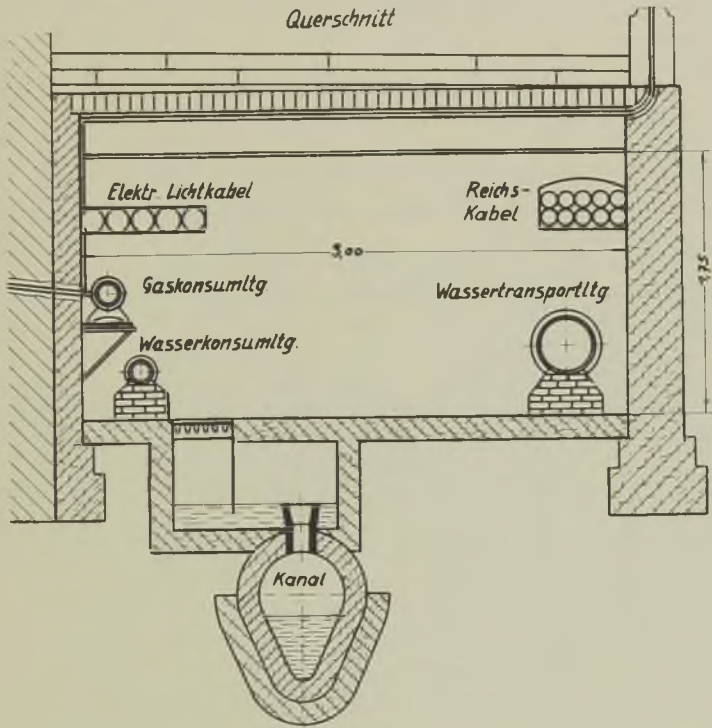 Querschnitt
Elektr. Lichtkabel
Reichs-
Kabel
3,00
1,75
Gaskonsumltg.
Wassertransportltg
Wasserkonsumltg.
Kanal